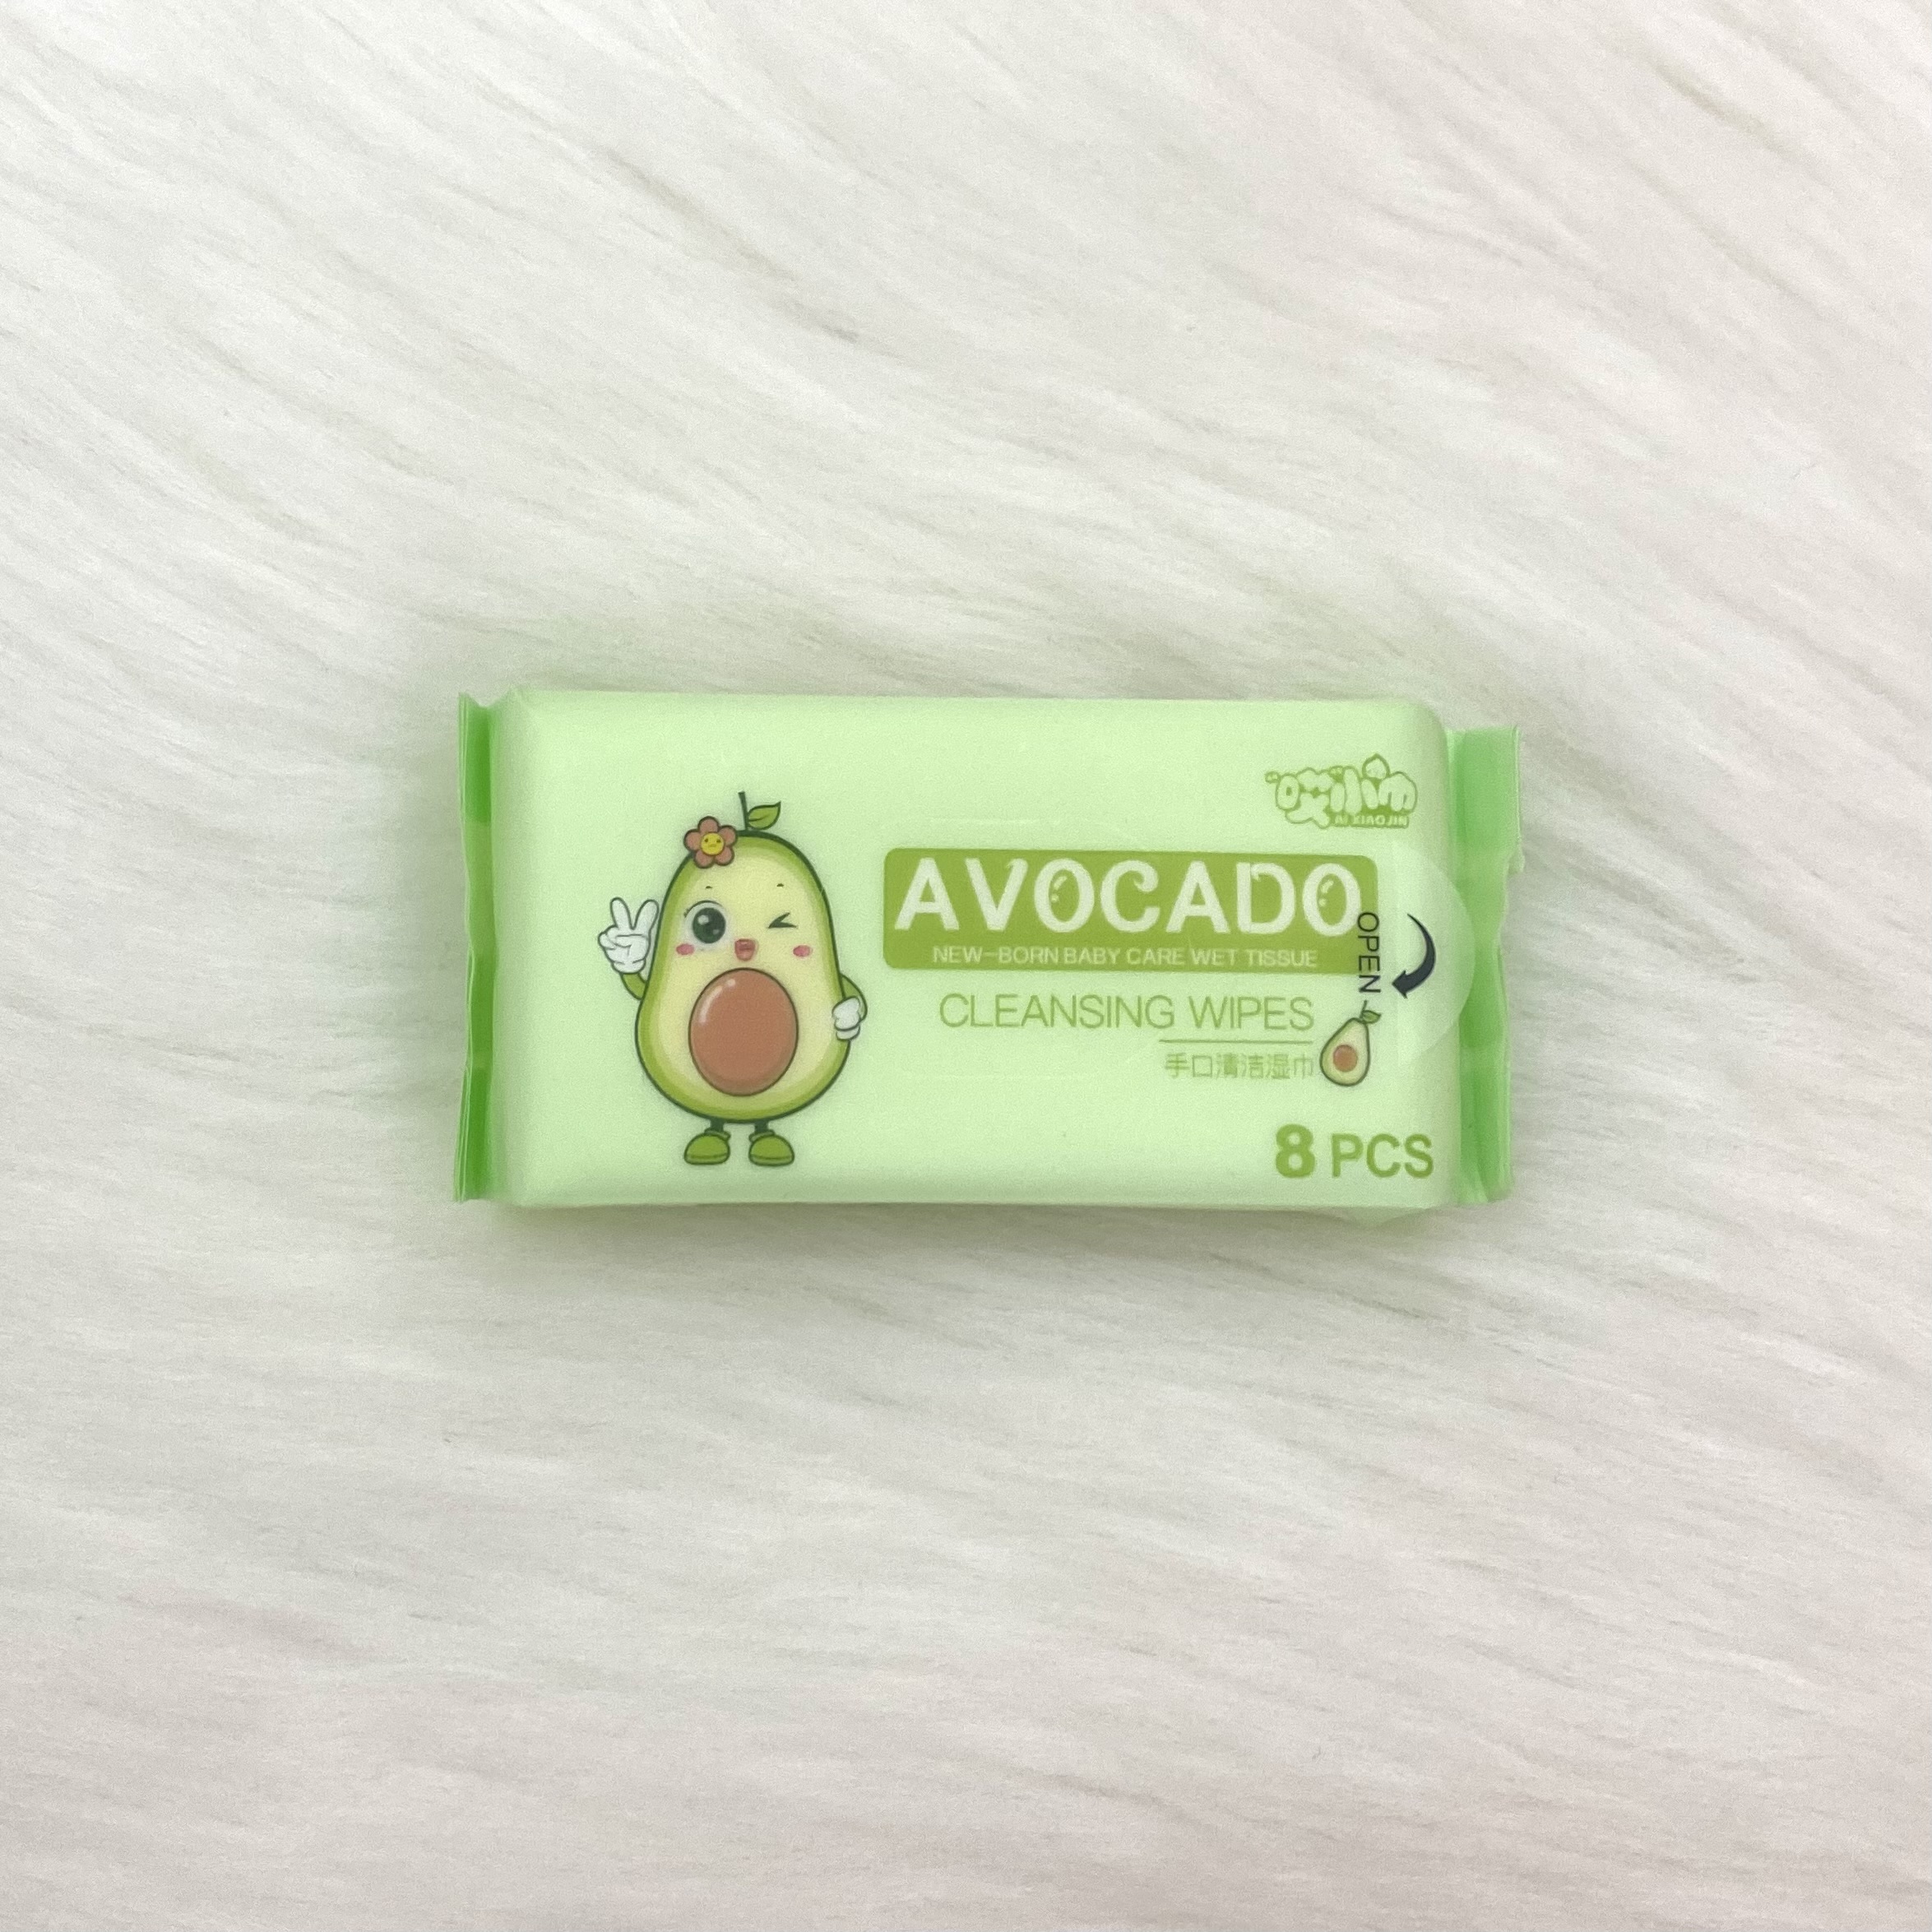 AI XIAO JIN
AVOCADO
NEW-BORN BABY CARE WET TISSUE
OPEN
CLEANSING WIPES
手口清洁湿巾
8 PCS